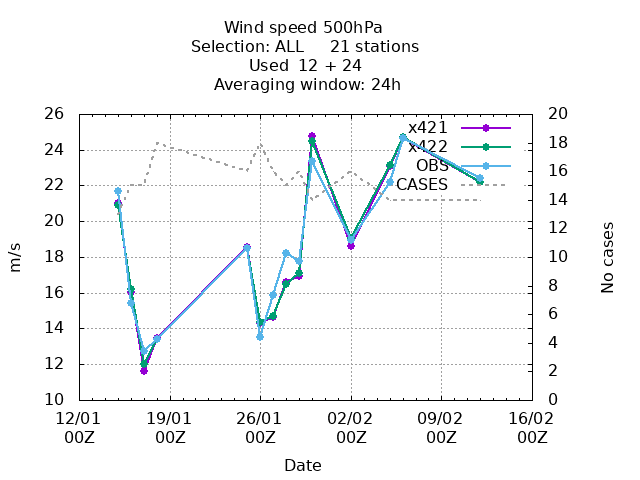 Wind speed 500hPa
Selection: ALL     21 stations
Used  12 + 24
Averaging window: 24h
26
24
22
20
18
16
14
12
10
m/s
20
18
16
14
12
10
8
6
4
2
0
No cases
x421
x422
OBS
CASES
12/01 19/01 26/01 02/02 09/02 16/02
00Z 00Z 00Z 00Z 00Z 00Z
Date